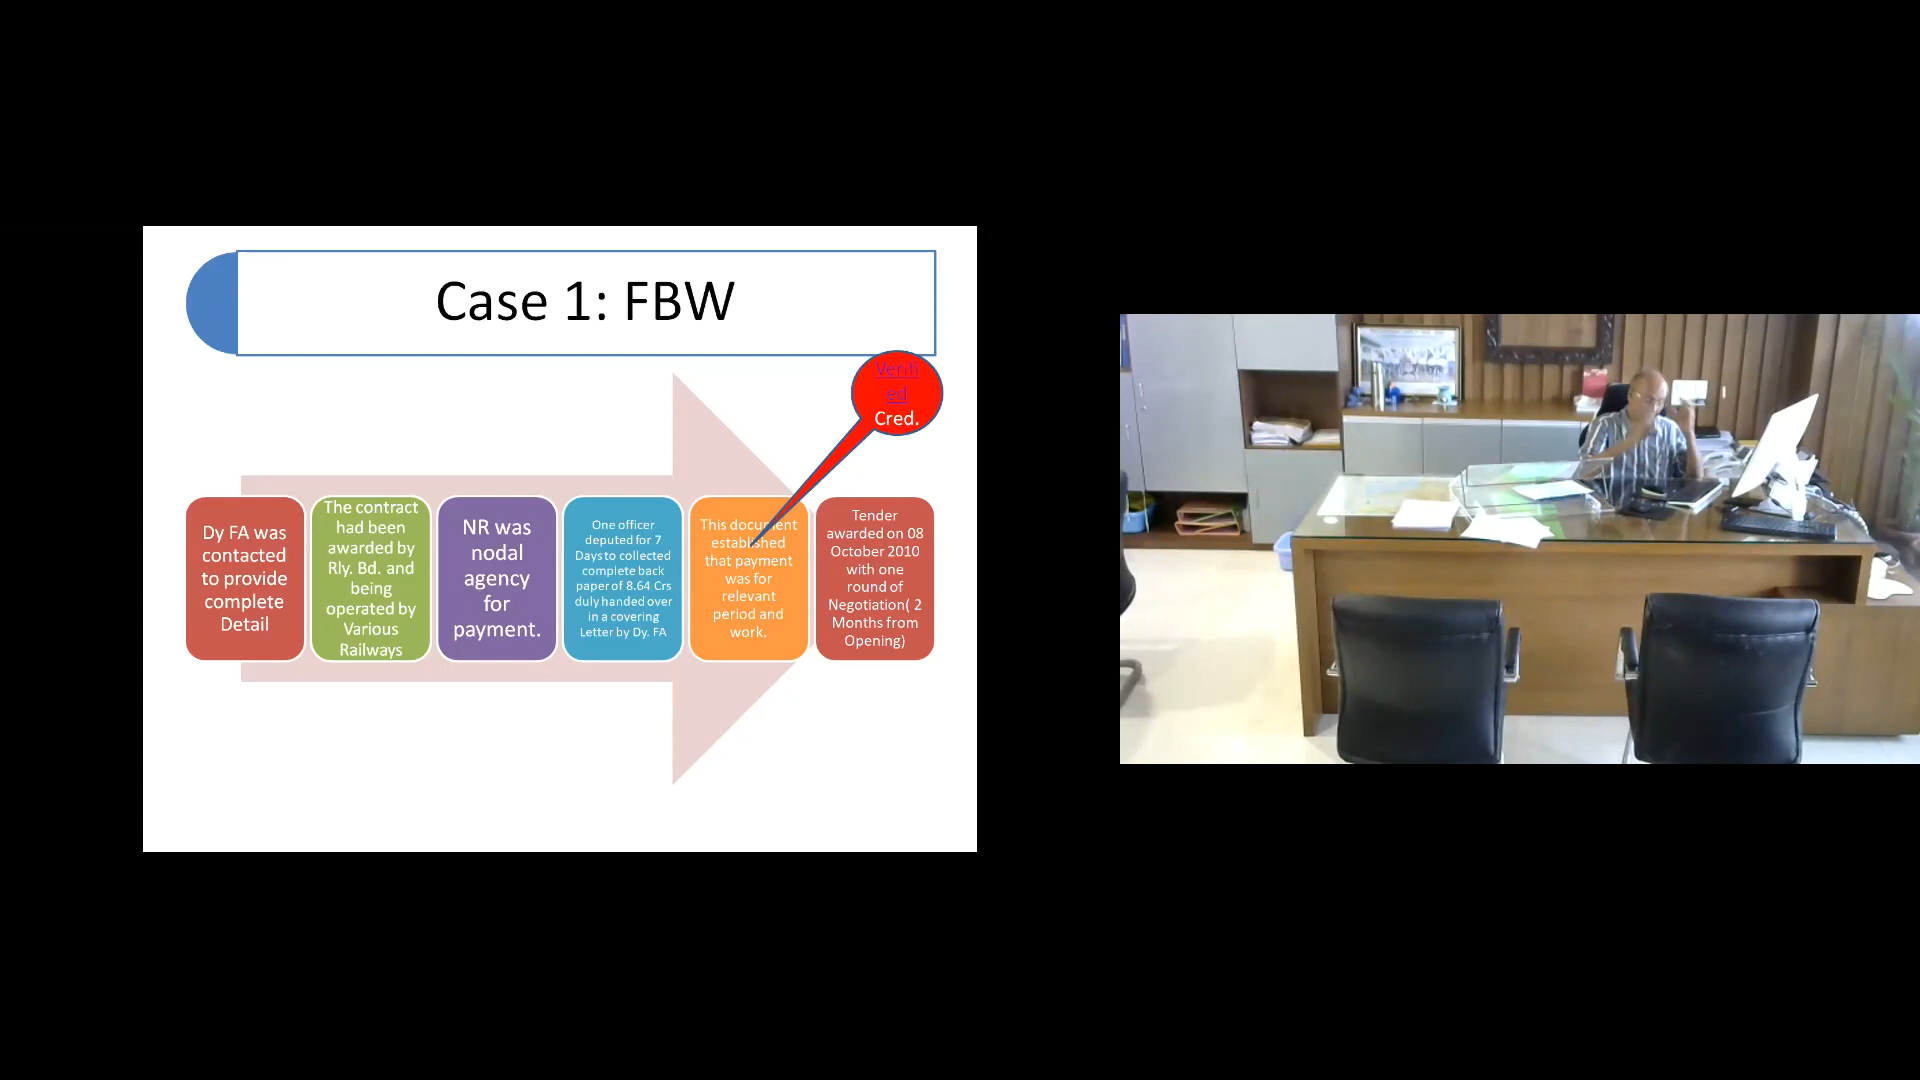 Case 1: FBW
Verifi
ed
Cred.
Dy FA was
contacted
to provide
complete
Detail
The contract
had been
awarded by
Rly. Bd. and
being
operated by
Various
Railways
NR was
nodal
agency
for
payment.
One officer
deputed for 7
Days to collected
complete back
paper of 8.64 Crs
duly handed over
in a covering
Letter by Dy. FA
This document
established
that payment
was for
relevant
period and
work.
Tender
awarded on 08
October 2010
with one
round of
Negotiation( 2
Months from
Opening)